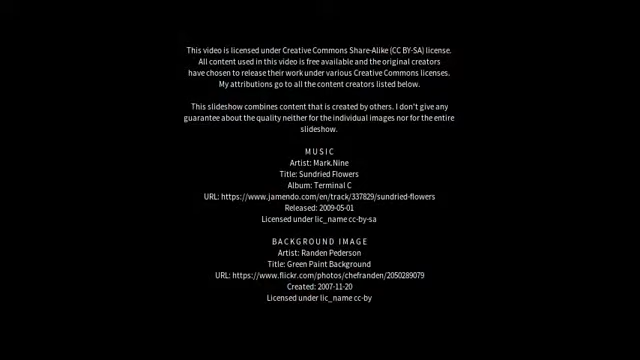 This video is licensed under Creative Commons Share-Alike (CC BY-SA) license.
All content used in this video is free available and the original creators
have chosen to release their work under various Creative Commons licenses.
My attributions go to all the content creators listed below.
This slideshow combines content that is created by others. I don't give any
guarantee about the quality neither for the individual images nor for the entire
slideshow.
MUSIC
Artist: Mark.Nine
Title: Sundried Flowers
Album: Terminal C
URL: https://www.jamendo.com/en/track/337829/sundried-flowers
Released: 2009-05-01
Licensed under lic_name cc-by-sa
BACKGROUND IMAGE
Artist: Randen Pederson
Title: Green Paint Background
URL: https://www.flickr.com/photos/chefranden/2050289079
Created: 2007-11-20
Licensed under lic_name cc-by